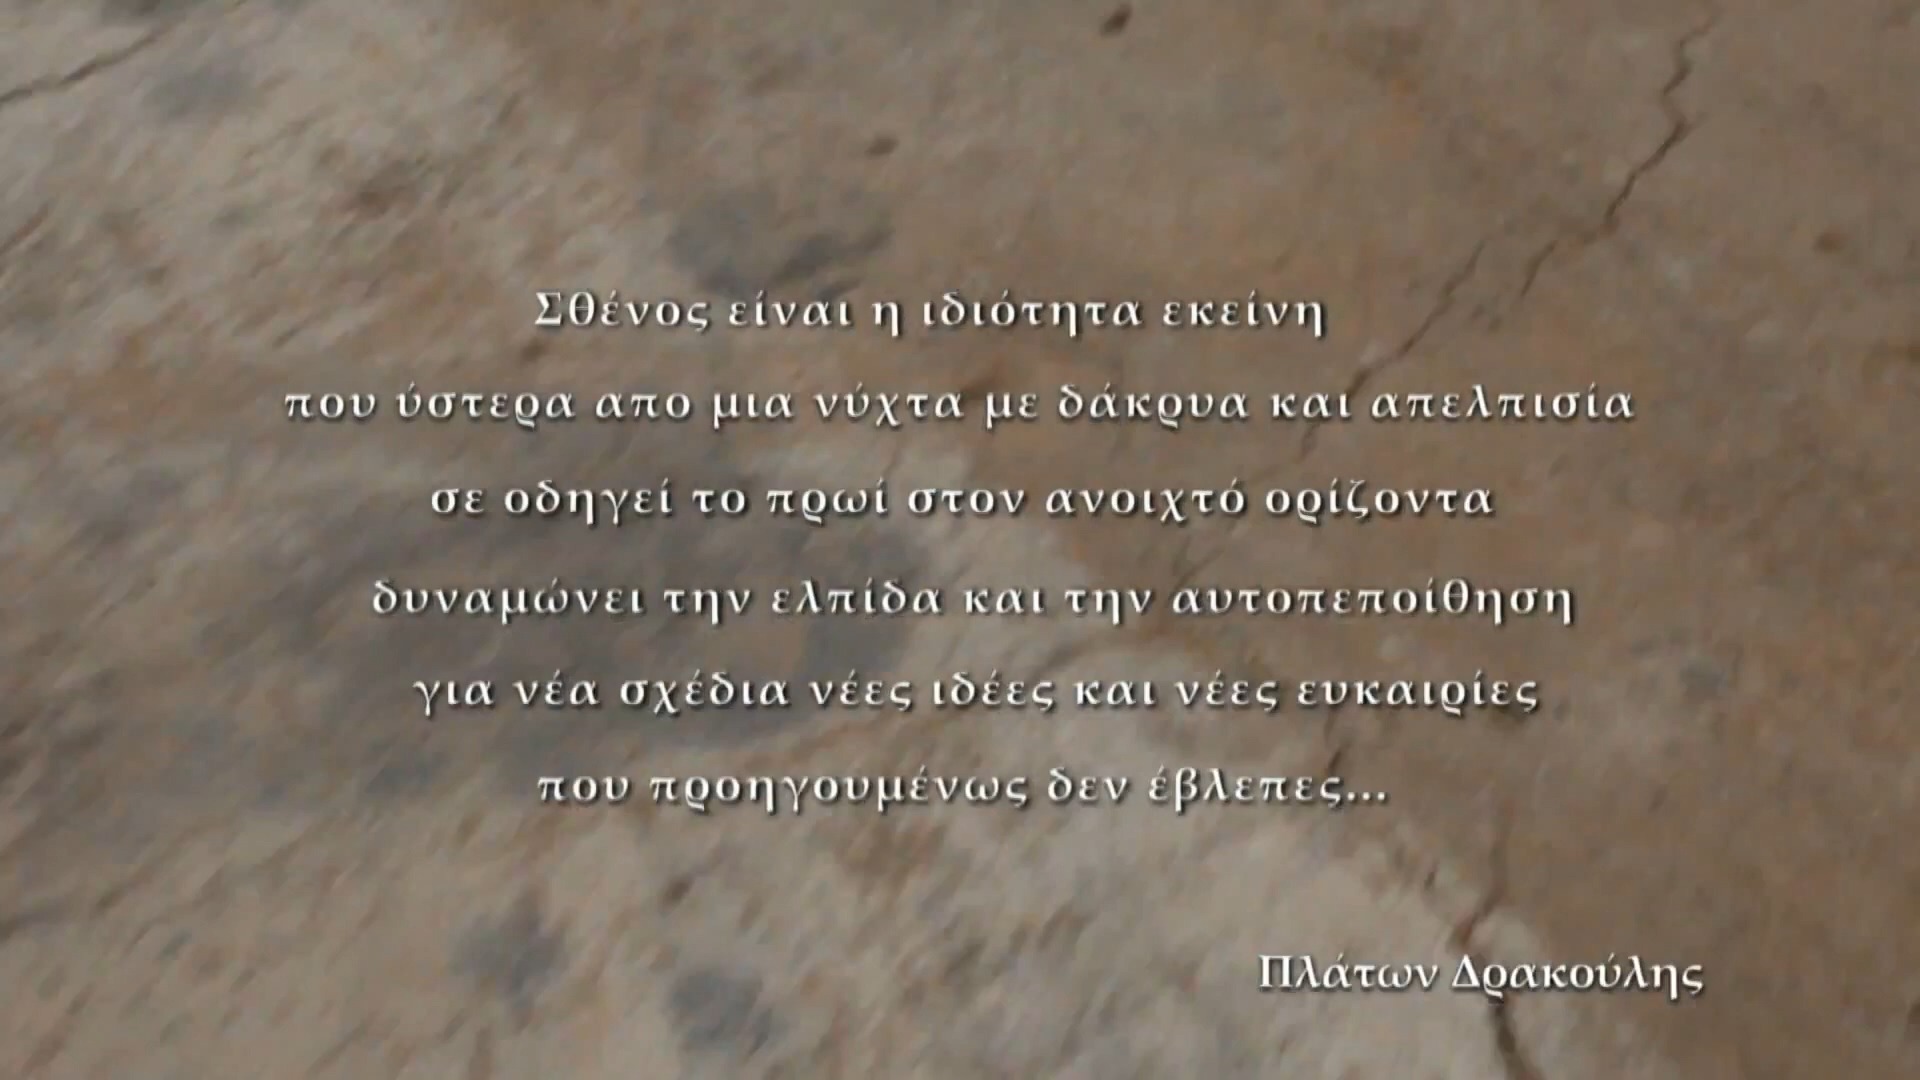 Σθένος είναι η ιδιότητα εκείνη
που ύστερα απο μια νύχτα με δάκρυα και απελπισία
σε οδηγεί το πρωί στον ανοιχτό ορίζοντα
δυναμώνει την ελπίδα και την αυτοπεποίθηση
για νέα σχέδια νέες ιδέες και νέες ευκαιρίες
που προηγουμένως δεν έβλεπες...
Πλάτων Δρακούλης